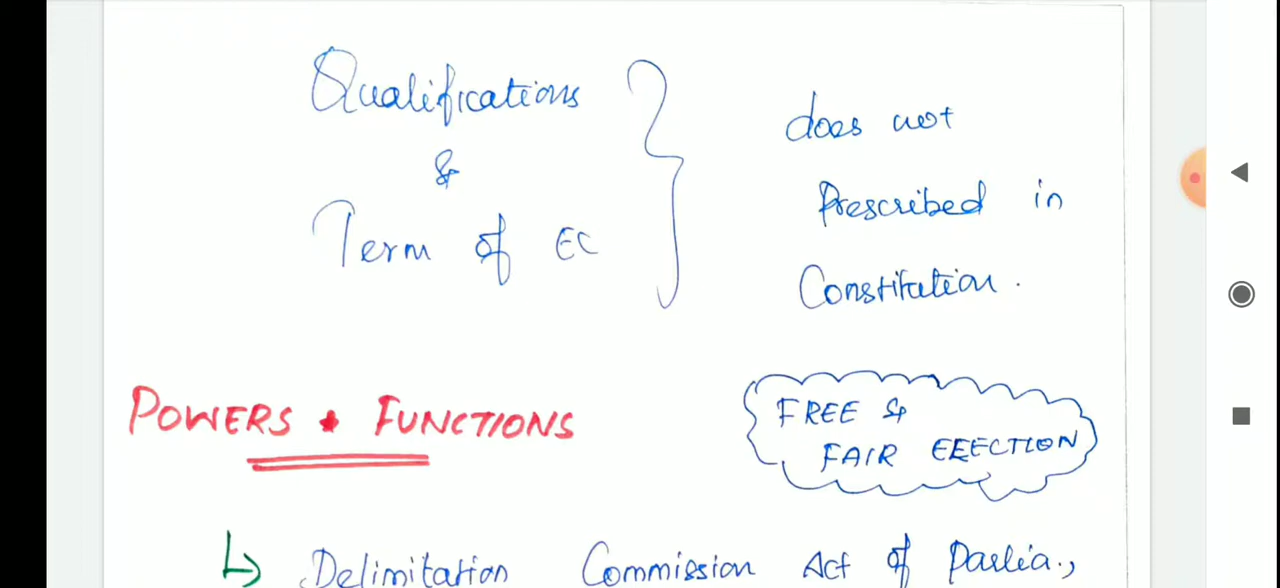 Qualifications
&
Term of EC
does not
Prescribed in
Constitution.
POWERS + FUNCTIONS
FREE &
FAIR EEECTION
↳ Delimitation Commission Act of Parlia.,